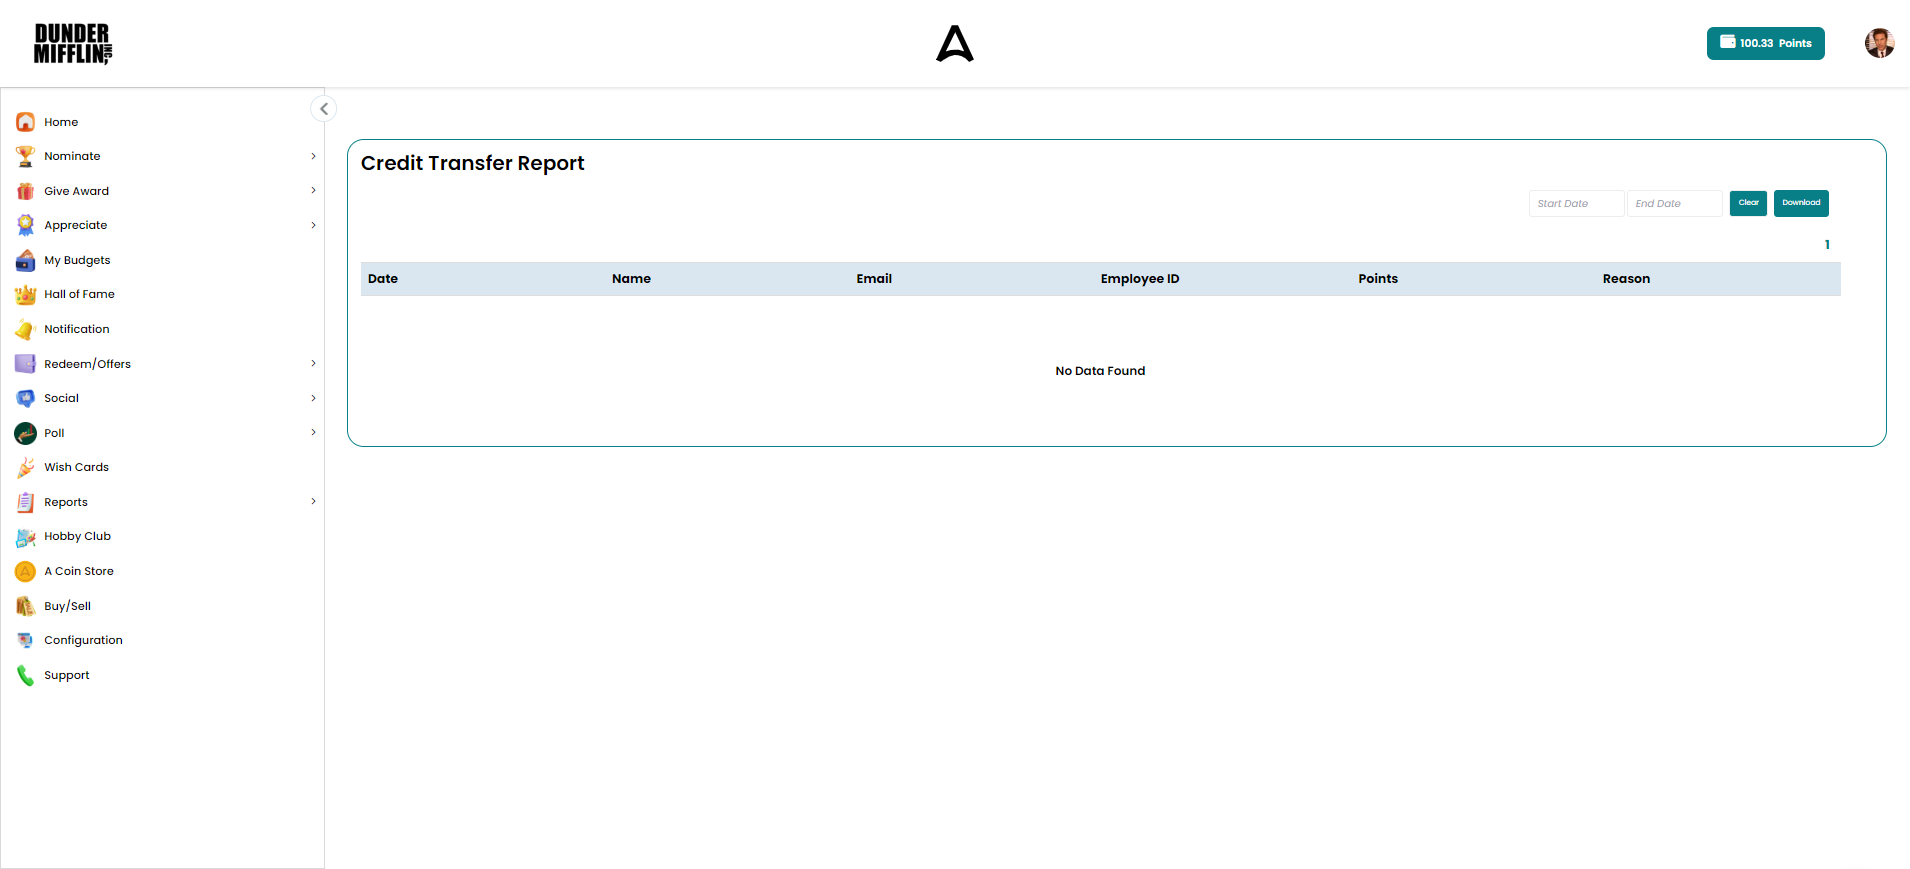 DUNDER
MIFFLIN, INC
100.33 Points
Home
Nominate
Give Award
Appreciate
My Budgets
Hall of Fame
Notification
Redeem/Offers
Social
Poll
Wish Cards
Reports
Hobby Club
A Coin Store
Buy/Sell
Configuration
Support
Credit Transfer Report
Start Date End Date Clear Download
1
Date Name Email Employee ID Points Reason
No Data Found